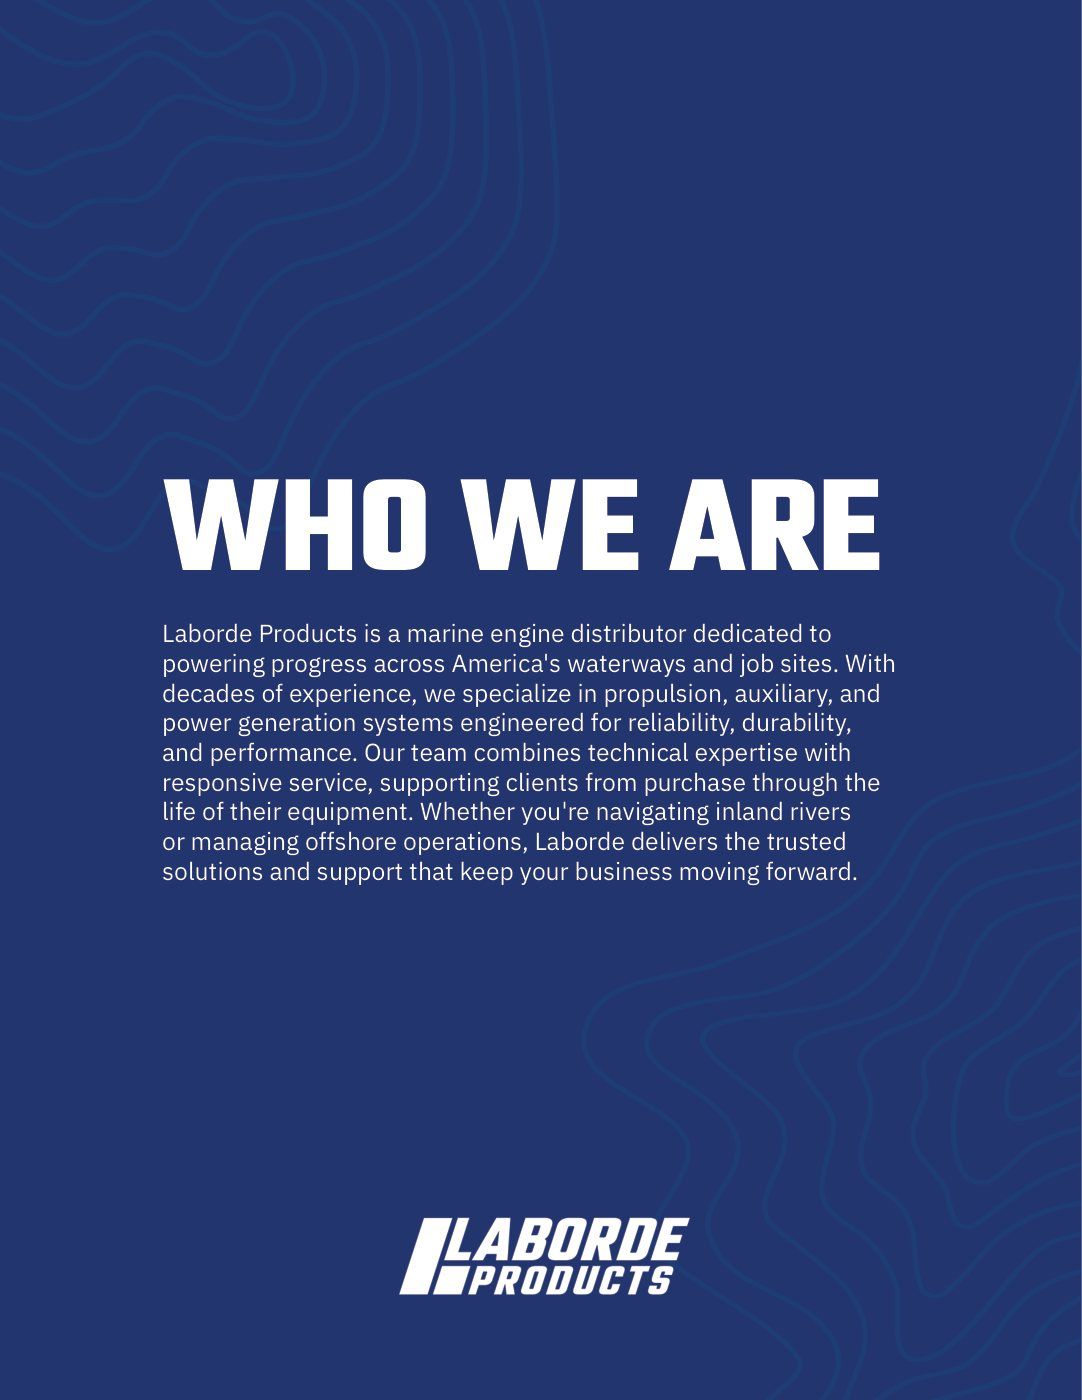 WHO WE ARE
Laborde Products is a marine engine distributor dedicated to
powering progress across America's waterways and job sites. With
decades of experience, we specialize in propulsion, auxiliary, and
power generation systems engineered for reliability, durability,
and performance. Our team combines technical expertise with
responsive service, supporting clients from purchase through the
life of their equipment. Whether you're navigating inland rivers
or managing offshore operations, Laborde delivers the trusted
solutions and support that keep your business moving forward.
LABORDE
PRODUCTS